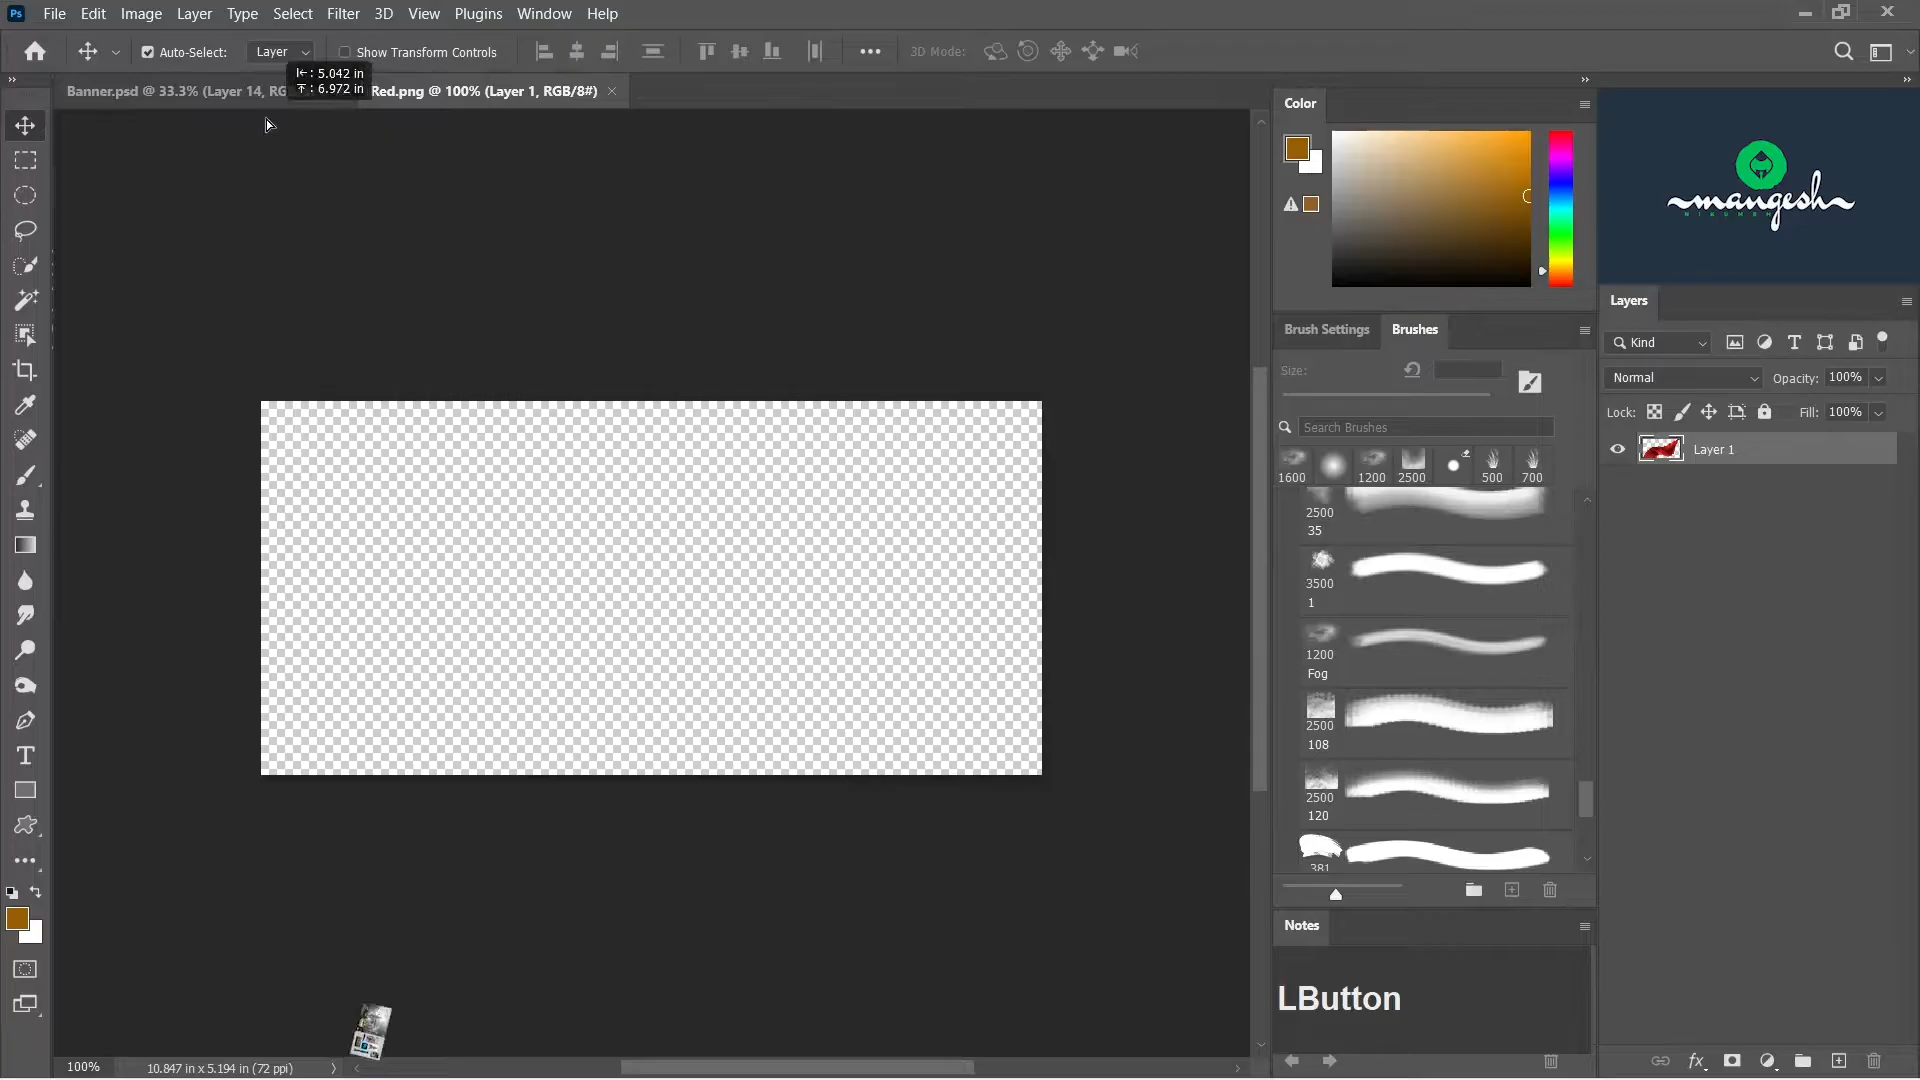 Ps File Edit Image Layer Type Select Filter 3D View Plugins Window Help
Auto-Select: Layer Show Transform Controls 3D Mode:
: 5.042 in
: 6.972 in
Banner.psd @ 33.3% (Layer 14, RG Red.png @ 100% (Layer 1, RGB/8#)
Color
mangesh
NIKUMBH
Layers
Brush Settings Brushes
Kind
Size:
Normal Opacity: 100%
Lock: Fill: 100%
Search Brushes
Layer 1
1600 1200 2500 500 700
2500
35
3500
1
1200
Fog
2500
108
2500
120
381
Notes
LButton
100% 10.847 in x 5.194 in (72 ppi)
fx